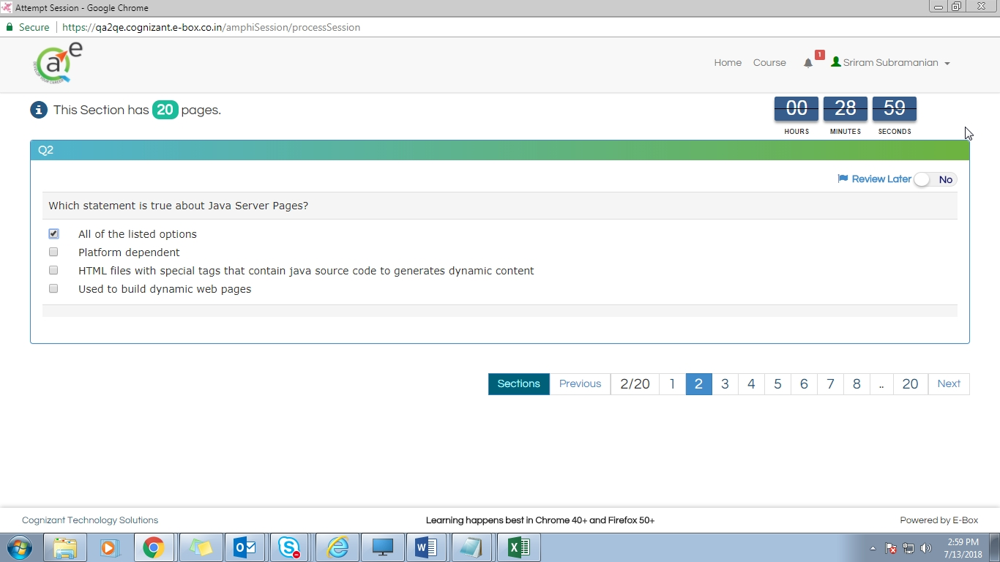 Attempt Session - Google Chrome
Secure https://qa2qe.cognizant.e-box.co.in/amphiSession/processSession
a e
Home Course 1 Sriram Subramanian
This Section has 20 pages.
00 28 59
HOURS MINUTES SECONDS
Q2
Review Later No
Which statement is true about Java Server Pages?
All of the listed options
Platform dependent
HTML files with special tags that contain java source code to generates dynamic content
Used to build dynamic web pages
Sections Previous 2/20 1 2 3 4 5 6 7 8 .. 20 Next
Cognizant Technology Solutions Learning happens best in Chrome 40+ and Firefox 50+ Powered by E-Box
2:59 PM
7/13/2018